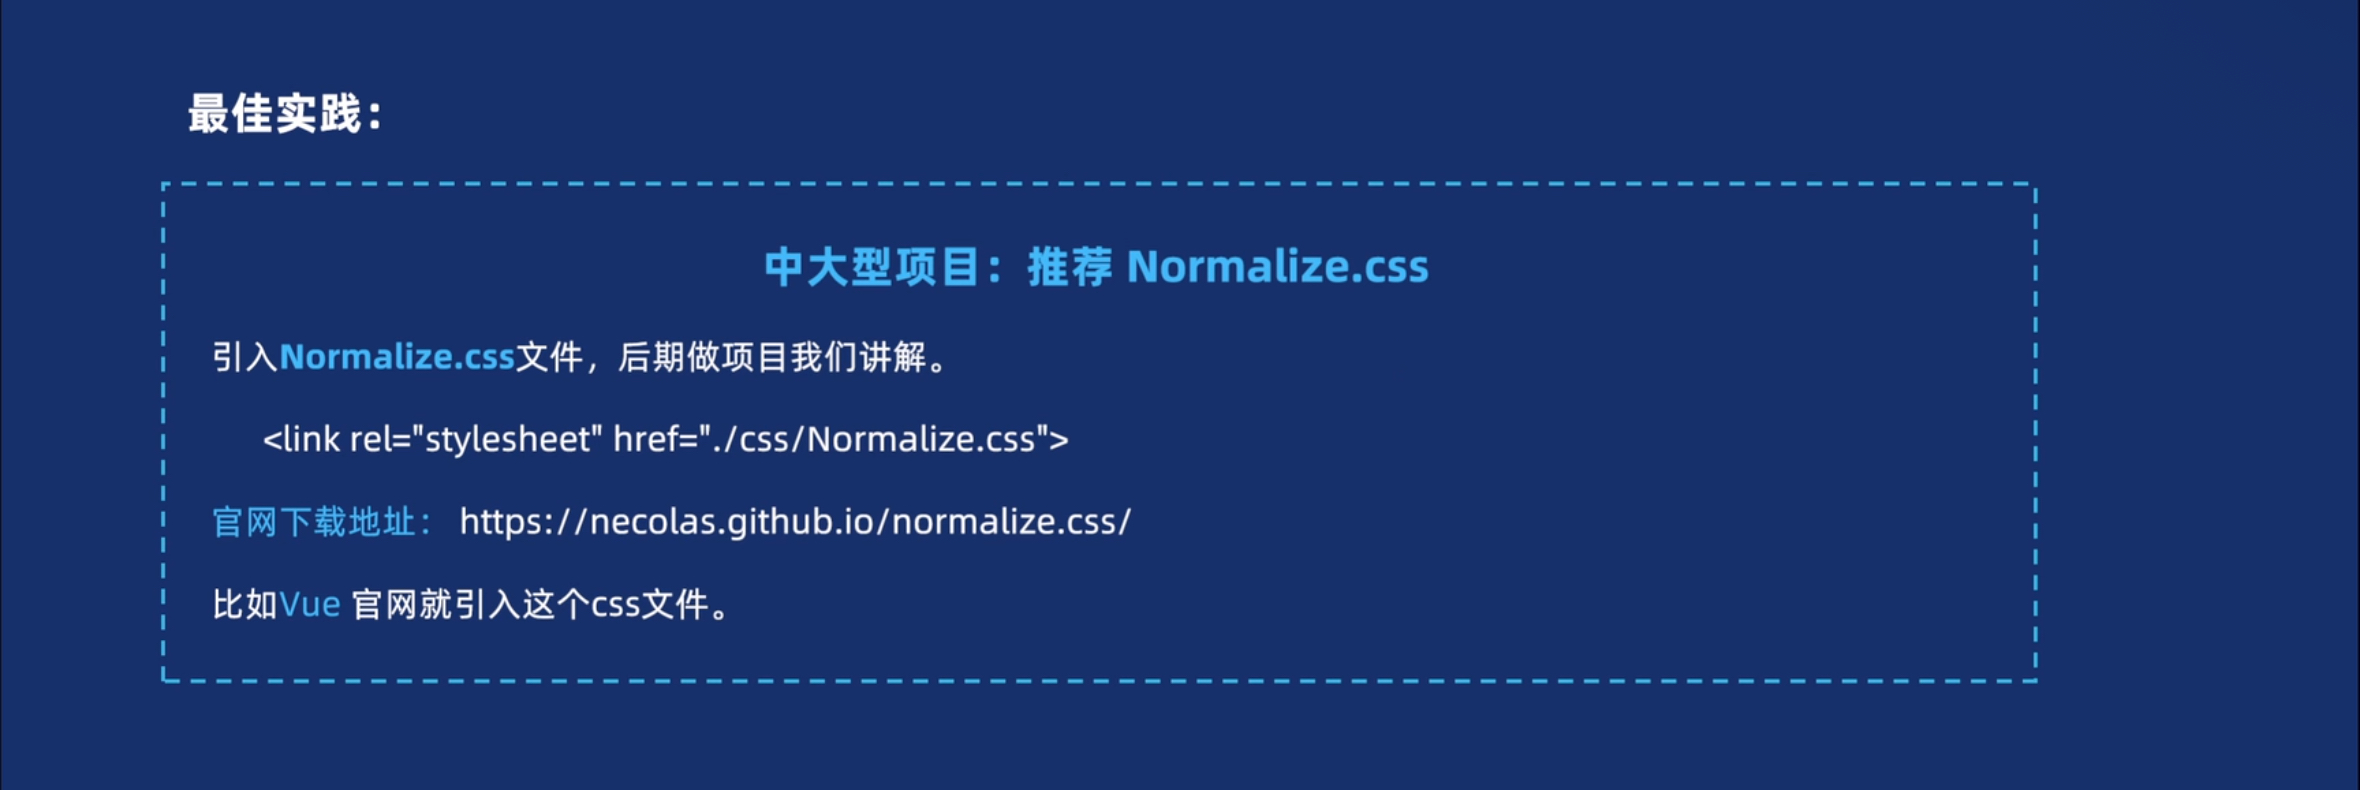 最佳实践：
中大型项目：推荐 Normalize.css
引入Normalize.css文件，后期做项目我们讲解。
<link rel="stylesheet" href="./css/Normalize.css">
官网下载地址： https://necolas.github.io/normalize.css/
比如Vue 官网就引入这个css文件。